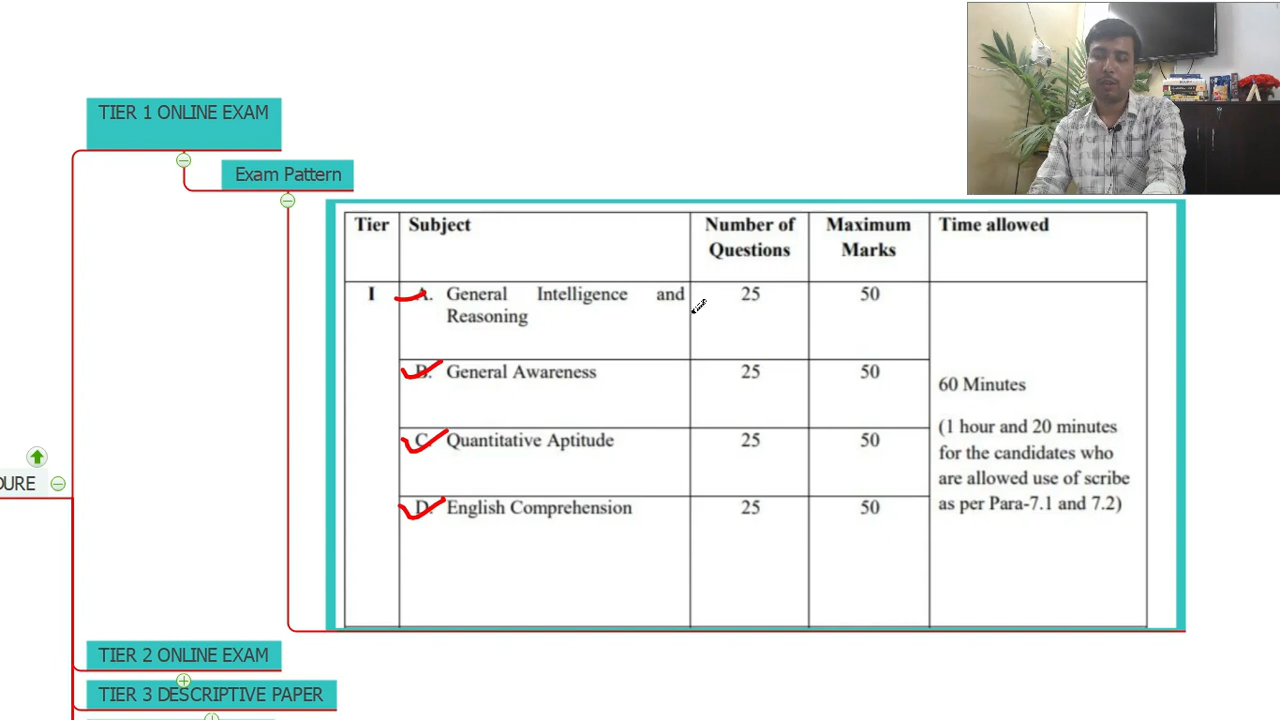 TIER 1 ONLINE EXAM
Exam Pattern
Tier Subject Number of Questions Maximum Marks Time allowed
I A. General Intelligence and Reasoning 25 50
B. General Awareness 25 50
C. Quantitative Aptitude 25 50
D. English Comprehension 25 50
60 Minutes
(1 hour and 20 minutes
for the candidates who
are allowed use of scribe
as per Para-7.1 and 7.2)
DURE
TIER 2 ONLINE EXAM
TIER 3 DESCRIPTIVE PAPER